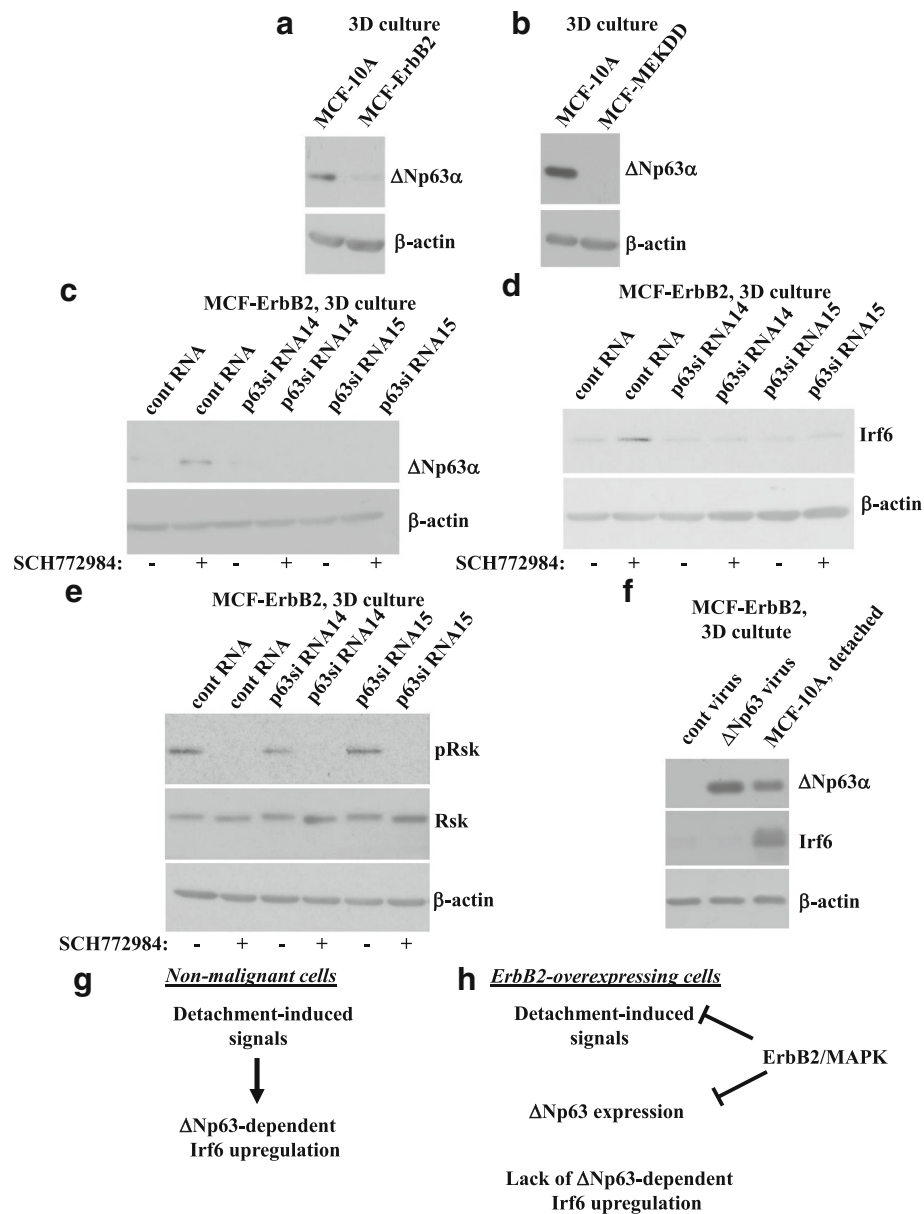 a
3D culture
MCF-10A
MCF-ErbB2
ΔNp63α
β-actin
b
3D culture
MCF-10A
MCF-MEKDD
ΔNp63α
β-actin
c
MCF-ErbB2, 3D culture
cont RNA
cont RNA
p63si RNA14
p63si RNA14
p63si RNA15
p63si RNA15
ΔNp63α
β-actin
SCH772984: - + - + - +
d
MCF-ErbB2, 3D culture
cont RNA
cont RNA
p63si RNA14
p63si RNA14
p63si RNA15
p63si RNA15
Irf6
β-actin
SCH772984: - + - + - +
e
MCF-ErbB2, 3D culture
cont RNA
cont RNA
p63si RNA14
p63si RNA14
p63si RNA15
p63si RNA15
pRsk
Rsk
β-actin
SCH772984: - + - + - +
f
MCF-ErbB2,
3D cultute
cont virus
ΔNp63 virus
MCF-10A, detached
ΔNp63α
Irf6
β-actin
g
Non-malignant cells
Detachment-induced
signals
ΔNp63-dependent
Irf6 upregulation
h
ErbB2-overexpressing cells
Detachment-induced
signals
ErbB2/MAPK
ΔNp63 expression
Lack of ΔNp63-dependent
Irf6 upregulation